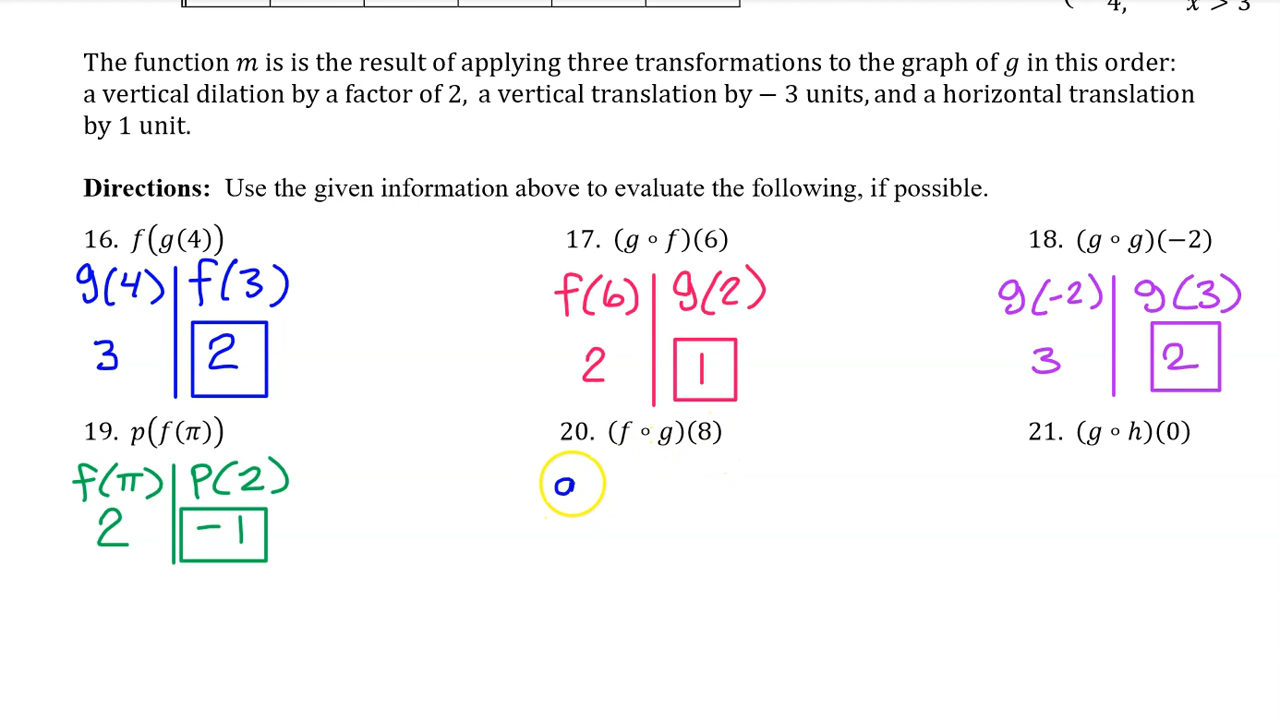 4, x > 3
The function m is is the result of applying three transformations to the graph of g in this order:
a vertical dilation by a factor of 2, a vertical translation by − 3 units, and a horizontal translation
by 1 unit.
Directions: Use the given information above to evaluate the following, if possible.
16. f(g(4)) 17. (g ∘ f)(6) 18. (g ∘ g)(−2)
g(4) | f(3) f(6) | g(2) g(-2) | g(3)
3 | 2 2 | 1 3 | 2
19. p(f(π)) 20. (f ∘ g)(8) 21. (g ∘ h)(0)
f(π) | P(2)
2 | -1